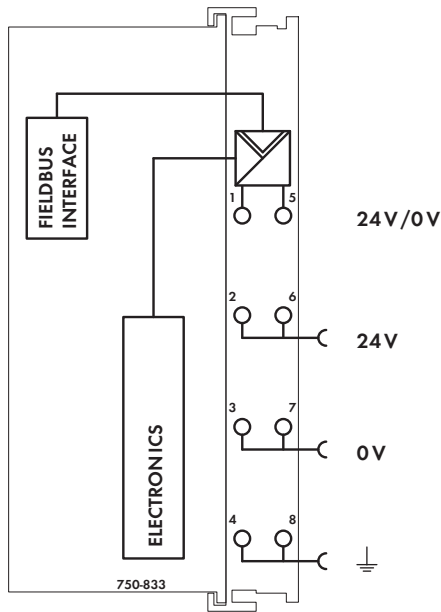 FIELDBUS
INTERFACE
1 5
24V/0V
2 6
24V
3 7
0V
ELECTRONICS
4 8
750-833